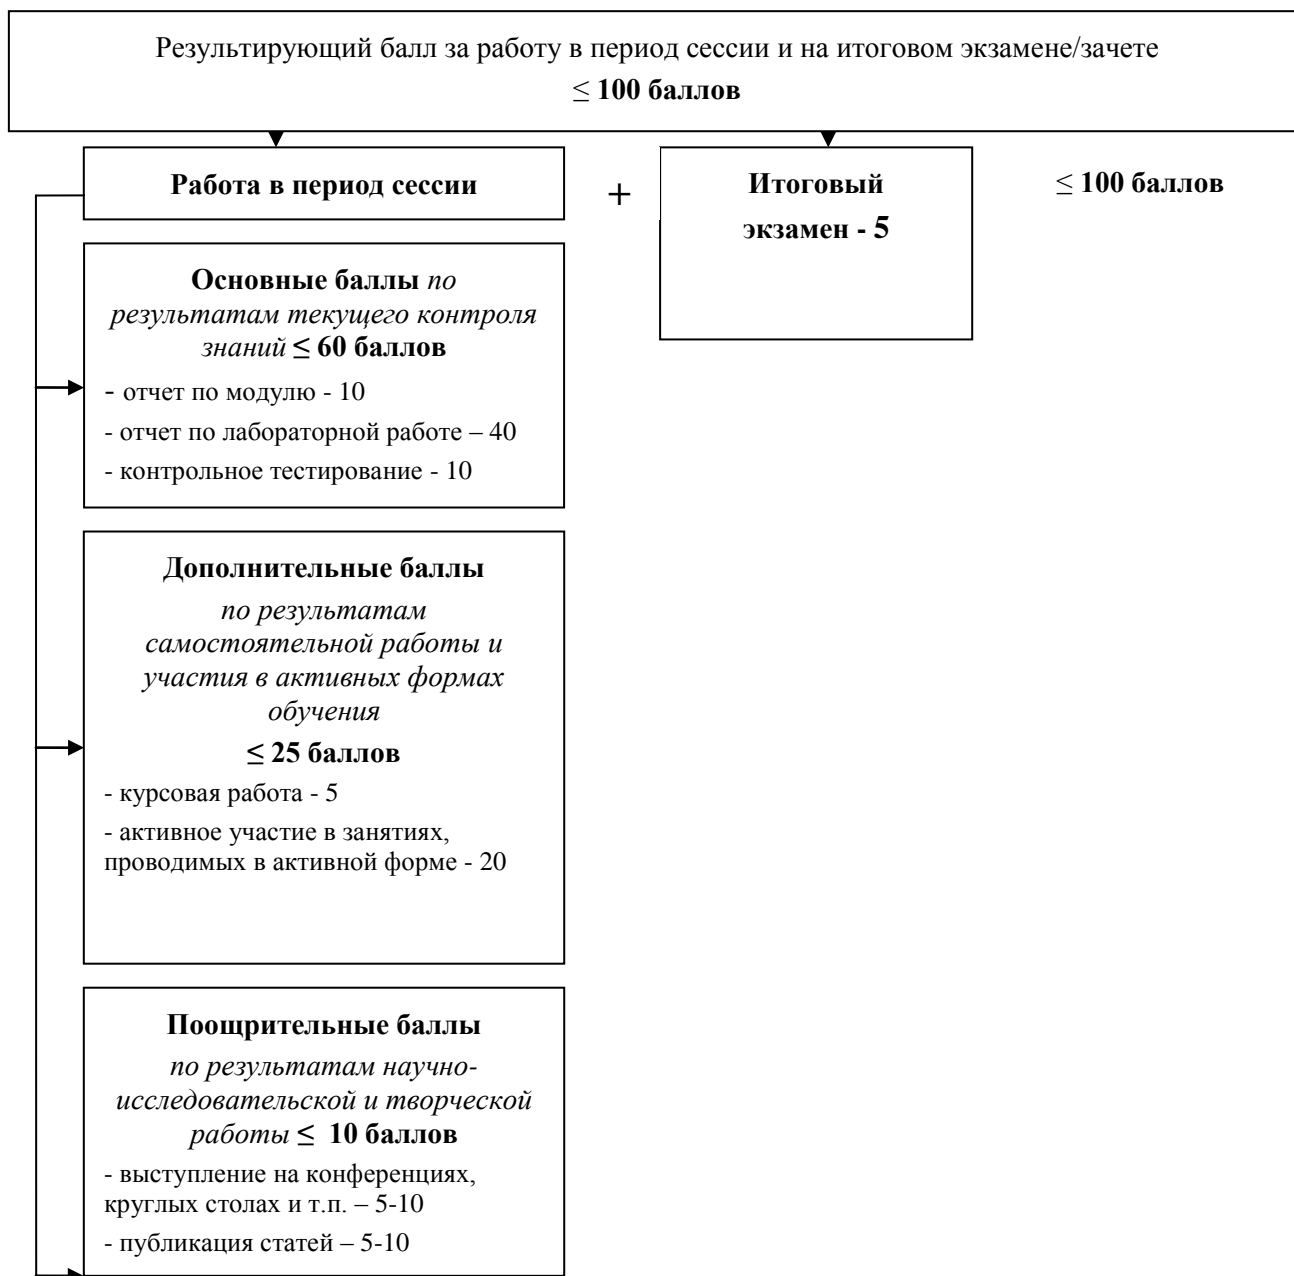 Результирующий балл за работу в период сессии и на итоговом экзамене/зачете
≤ 100 баллов
Работа в период сессии
+
Итоговый
экзамен - 5
≤ 100 баллов
Основные баллы по
результатам текущего контроля
знаний ≤ 60 баллов
- отчет по модулю - 10
- отчет по лабораторной работе – 40
- контрольное тестирование - 10
Дополнительные баллы
по результатам
самостоятельной работы и
участия в активных формах
обучения
≤ 25 баллов
- курсовая работа - 5
- активное участие в занятиях,
проводимых в активной форме - 20
Поощрительные баллы
по результатам научно-
исследовательской и творческой
работы ≤ 10 баллов
- выступление на конференциях,
круглых столах и т.п. – 5-10
- публикация статей – 5-10